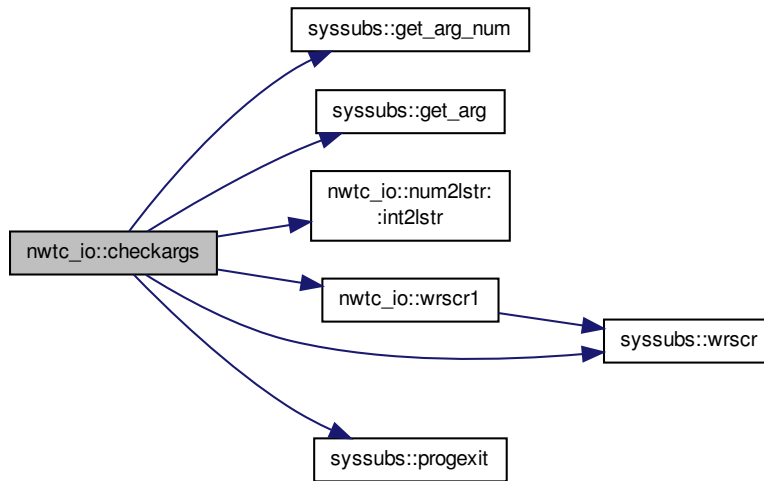 syssubs::get_arg_num
syssubs::get_arg
nwtc_io::num2lstr:
:int2lstr
nwtc_io::checkargs
nwtc_io::wrscr1
syssubs::wrscr
syssubs::progexit